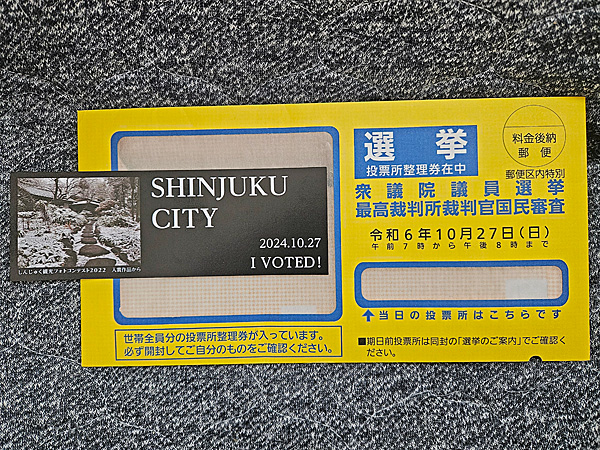 SHINJUKU
CITY
2024.10.27
I VOTED!
しんじゅく観光フォトコンテスト2022 入賞作品から
選挙
投票所整理券在中
料金後納
郵便
郵便区内特別
衆議院議員選挙
最高裁判所裁判官国民審査
令和6年10月27日(日)
午前7時から午後8時まで
当日の投票所はこちらです
■期日前投票所は同封の「選挙のご案内」でご確認く
ださい。
世帯全員分の投票所整理券が入っています。
必ず開封してご自分のものをご確認ください。